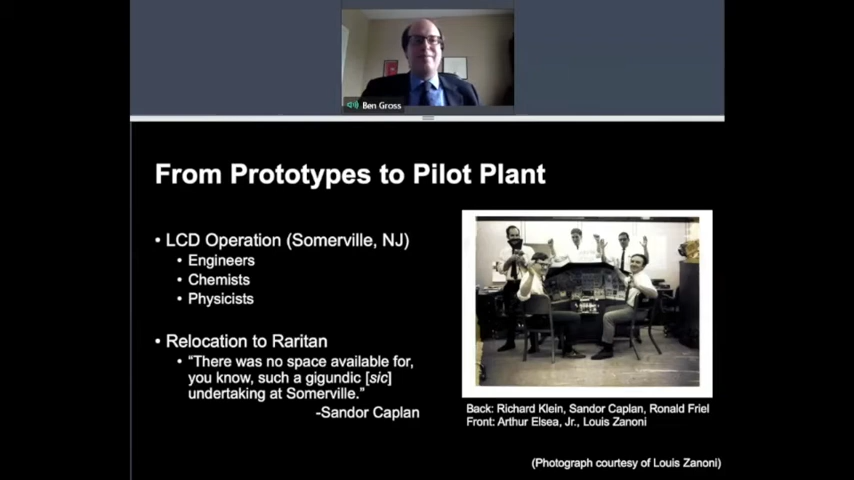 Ben Gross
From Prototypes to Pilot Plant
• LCD Operation (Somerville, NJ)
• Engineers
• Chemists
• Physicists
• Relocation to Raritan
• “There was no space available for,
you know, such a gigundic [sic]
undertaking at Somerville.”
-Sandor Caplan
Back: Richard Klein, Sandor Caplan, Ronald Friel
Front: Arthur Elsea, Jr., Louis Zanoni
(Photograph courtesy of Louis Zanoni)